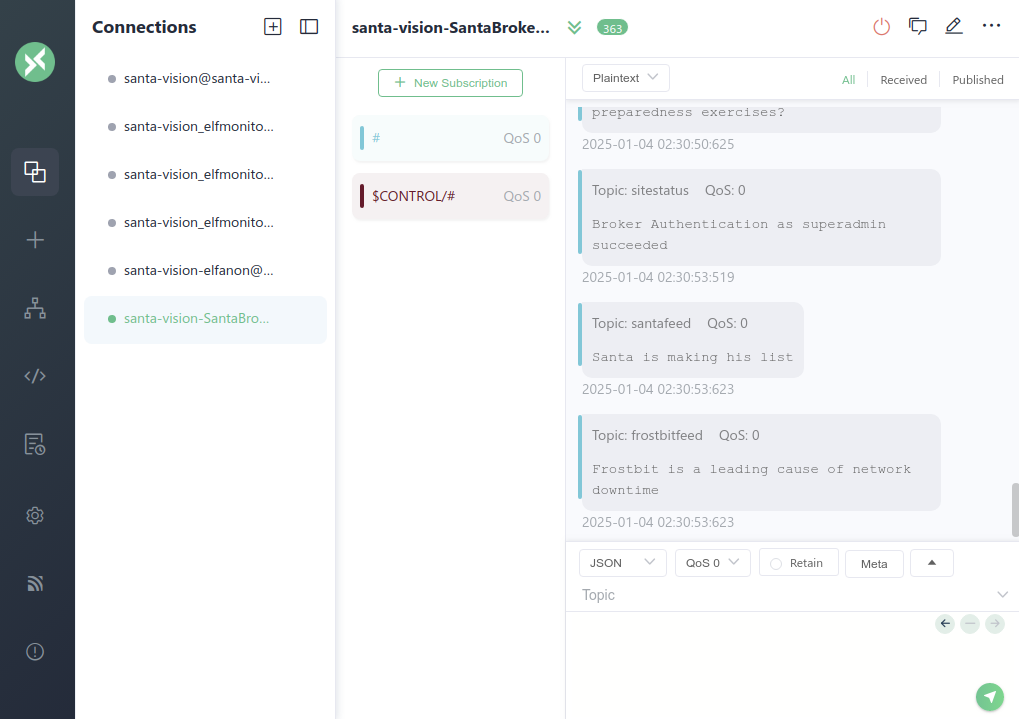 Connections
santa-vision@santa-vi...
santa-vision_elfmonito...
santa-vision_elfmonito...
santa-vision_elfmonito...
santa-vision-elfanon@...
santa-vision-SantaBro...
santa-vision-SantaBroke...
363
New Subscription
# QoS 0
$CONTROL/# QoS 0
Plaintext
All
Received
Published
preparedness exercises?
2025-01-04 02:30:50:625
Topic: sitestatus QoS: 0
Broker Authentication as superadmin
succeeded
2025-01-04 02:30:53:519
Topic: santafeed QoS: 0
Santa is making his list
2025-01-04 02:30:53:623
Topic: frostbitfeed QoS: 0
Frostbit is a leading cause of network
downtime
2025-01-04 02:30:53:623
JSON
QoS 0
Retain
Meta
Topic